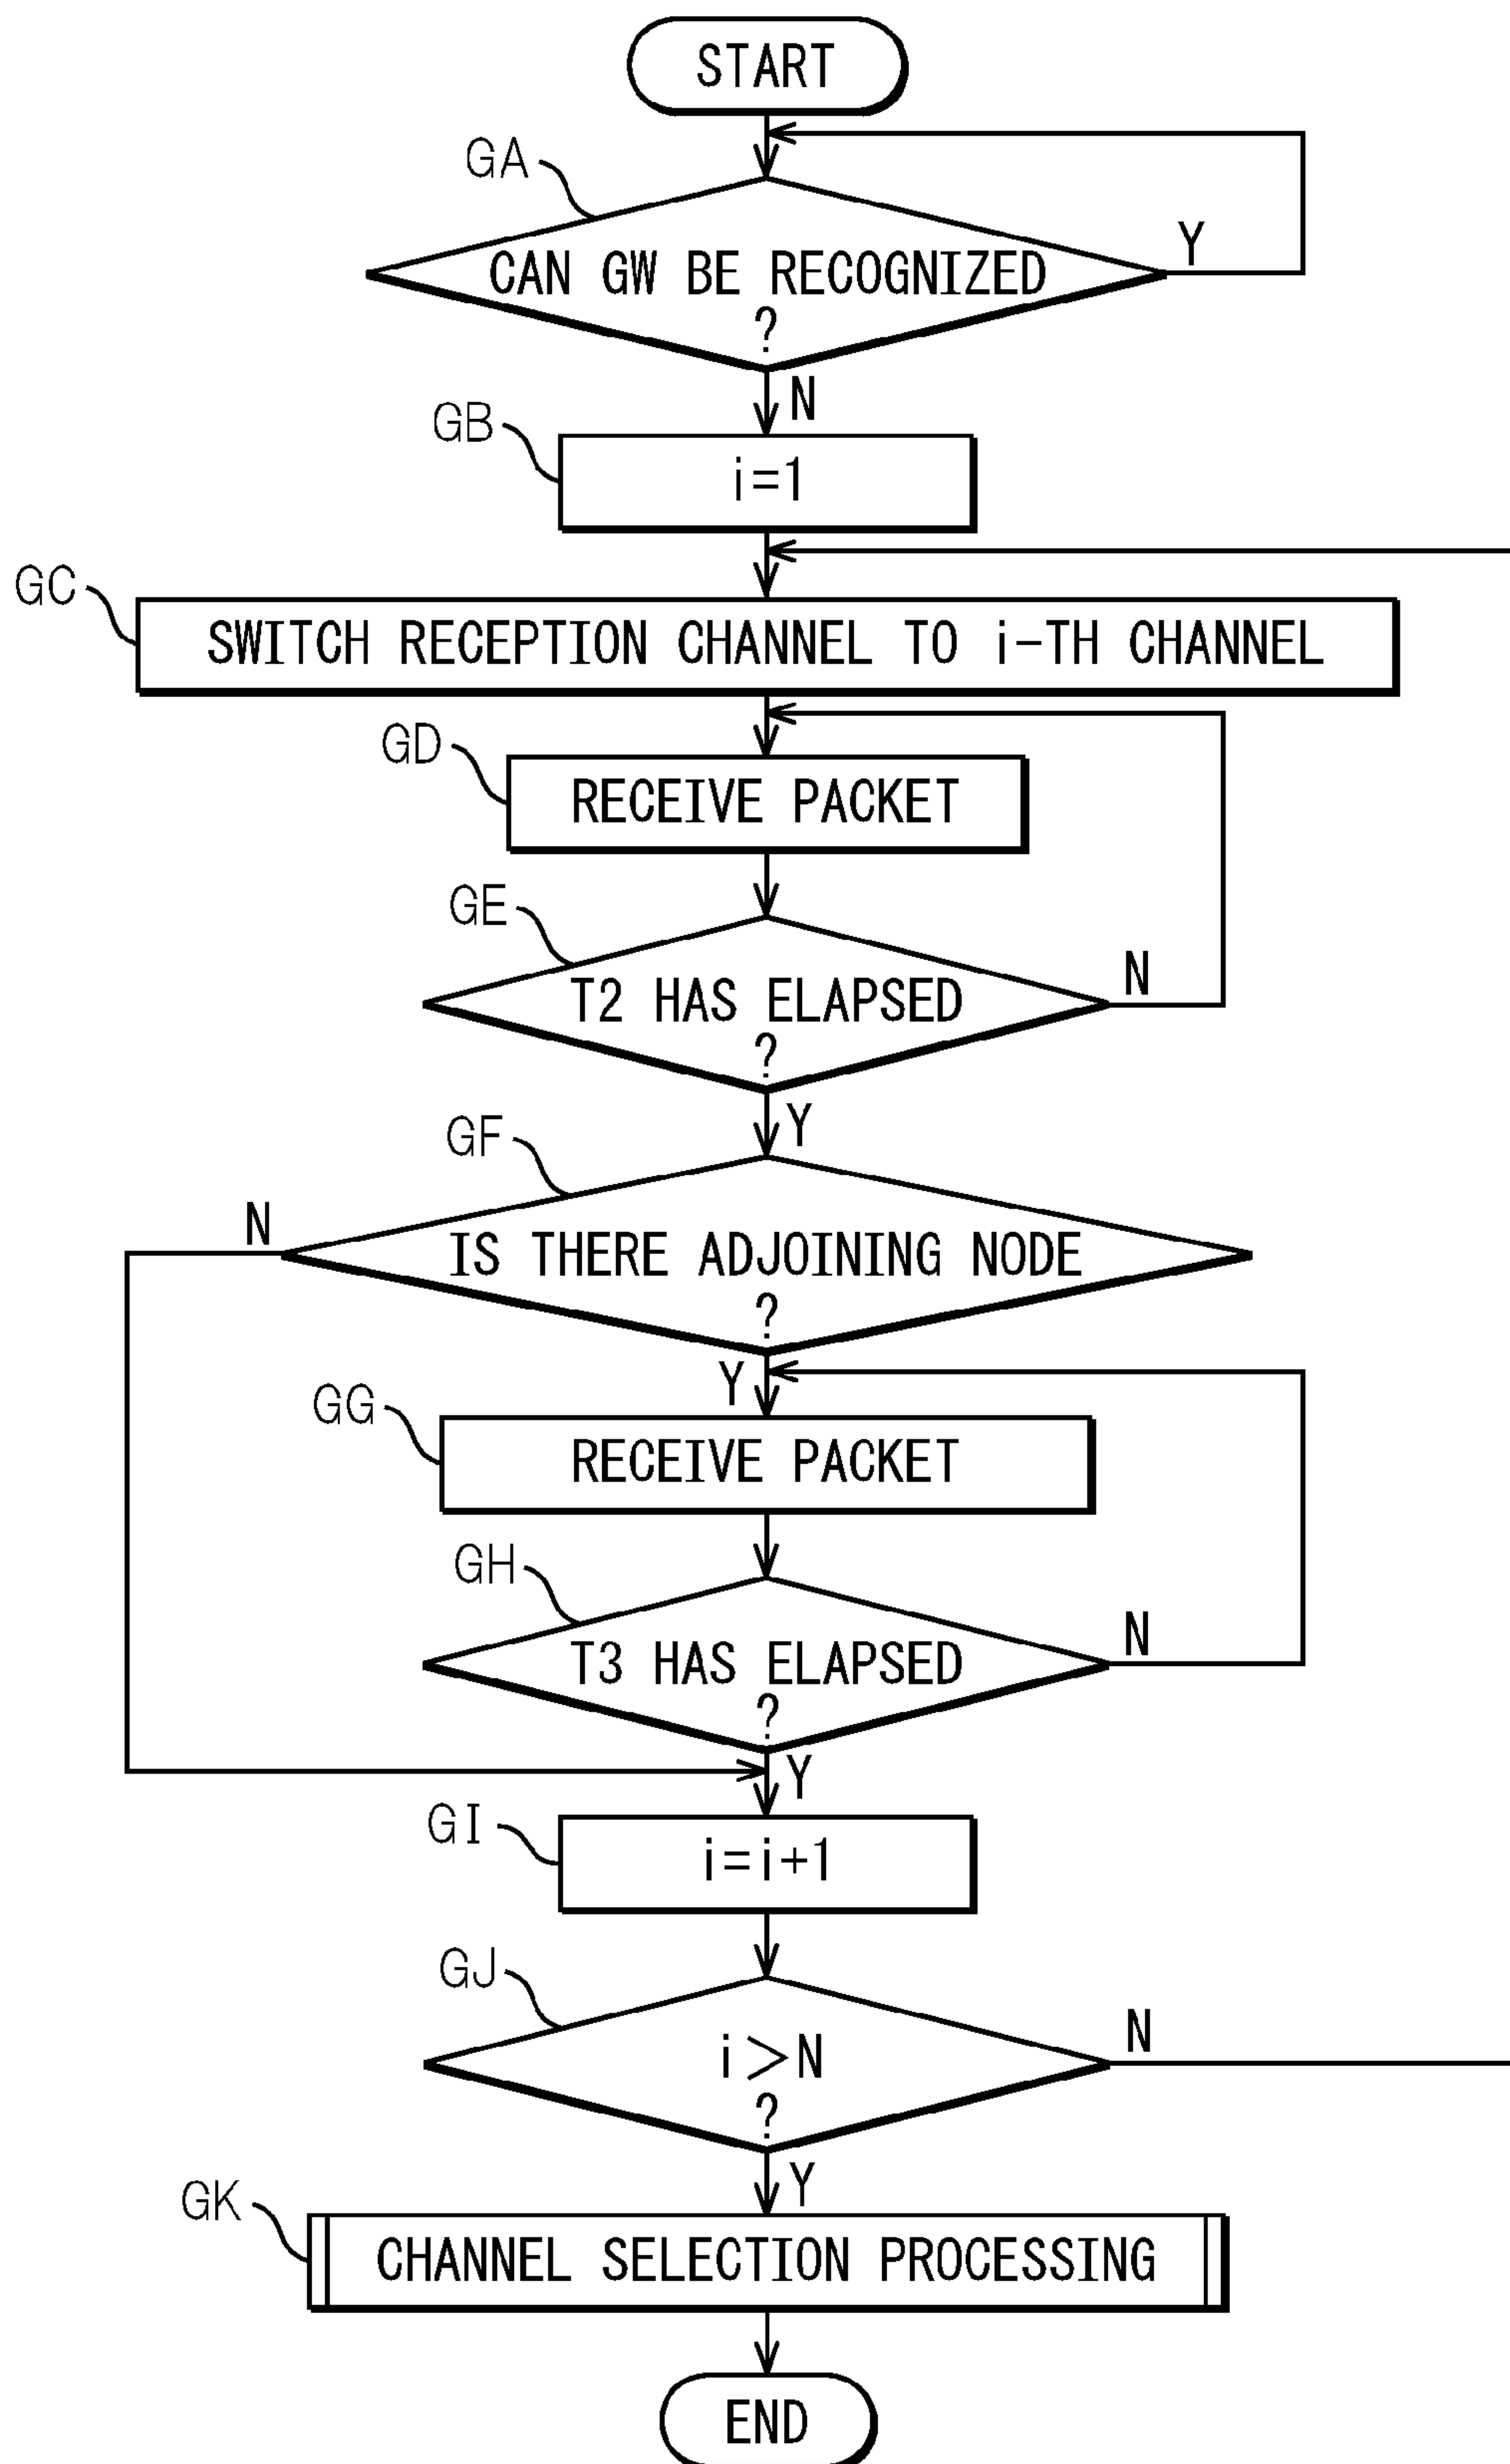 START
GA
CAN GW BE RECOGNIZED
?
Y
N
GB
i=1
GC
SWITCH RECEPTION CHANNEL TO i-TH CHANNEL
GD
RECEIVE PACKET
GE
T2 HAS ELAPSED
?
N
Y
GF
N
IS THERE ADJOINING NODE
?
Y
GG
RECEIVE PACKET
GH
T3 HAS ELAPSED
?
N
Y
GI
i=i+1
GJ
i>N
?
N
Y
GK
CHANNEL SELECTION PROCESSING
END